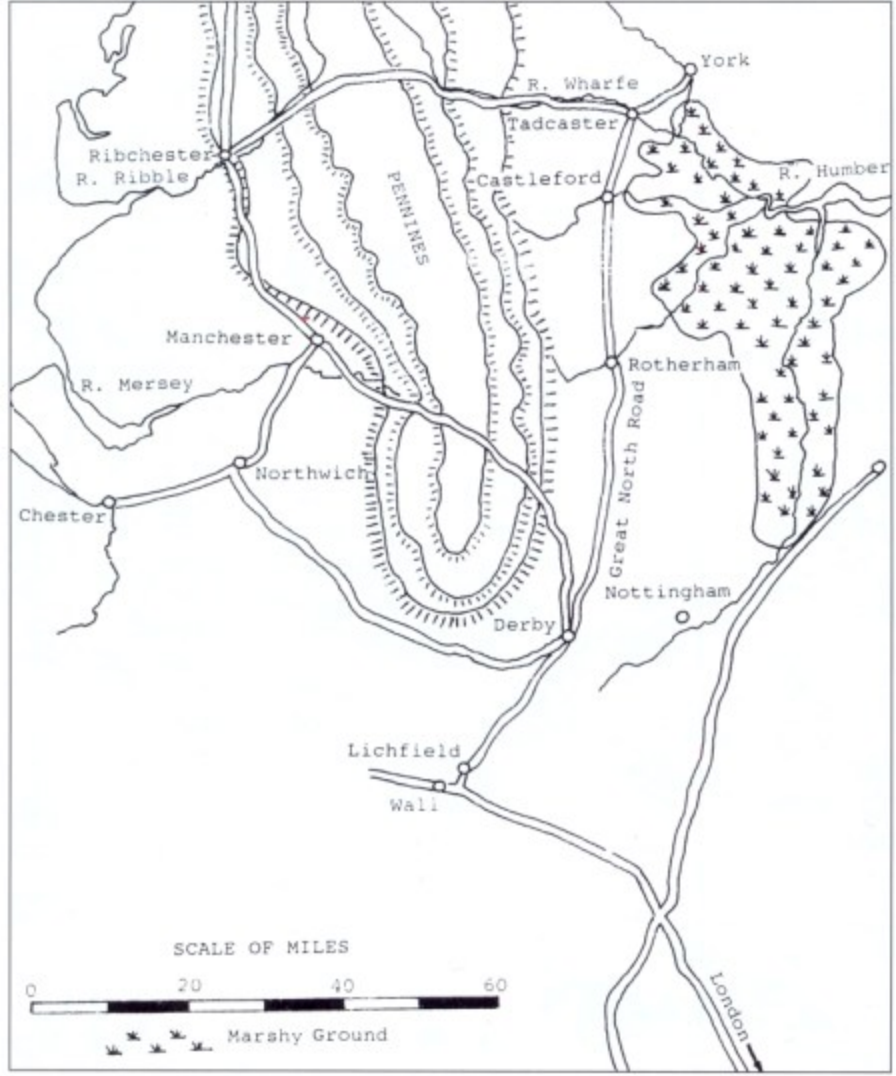 York
R. Wharfe
Tadcaster
Ribchester
R. Ribble
Castleford
R. Humber
PENNINES
Manchester
Rotherham
R. Mersey
Great North Road
Northwich
Chester
Nottingham
Derby
Lichfield
Wall
SCALE OF MILES
0 20 40 60
London
Marshy Ground